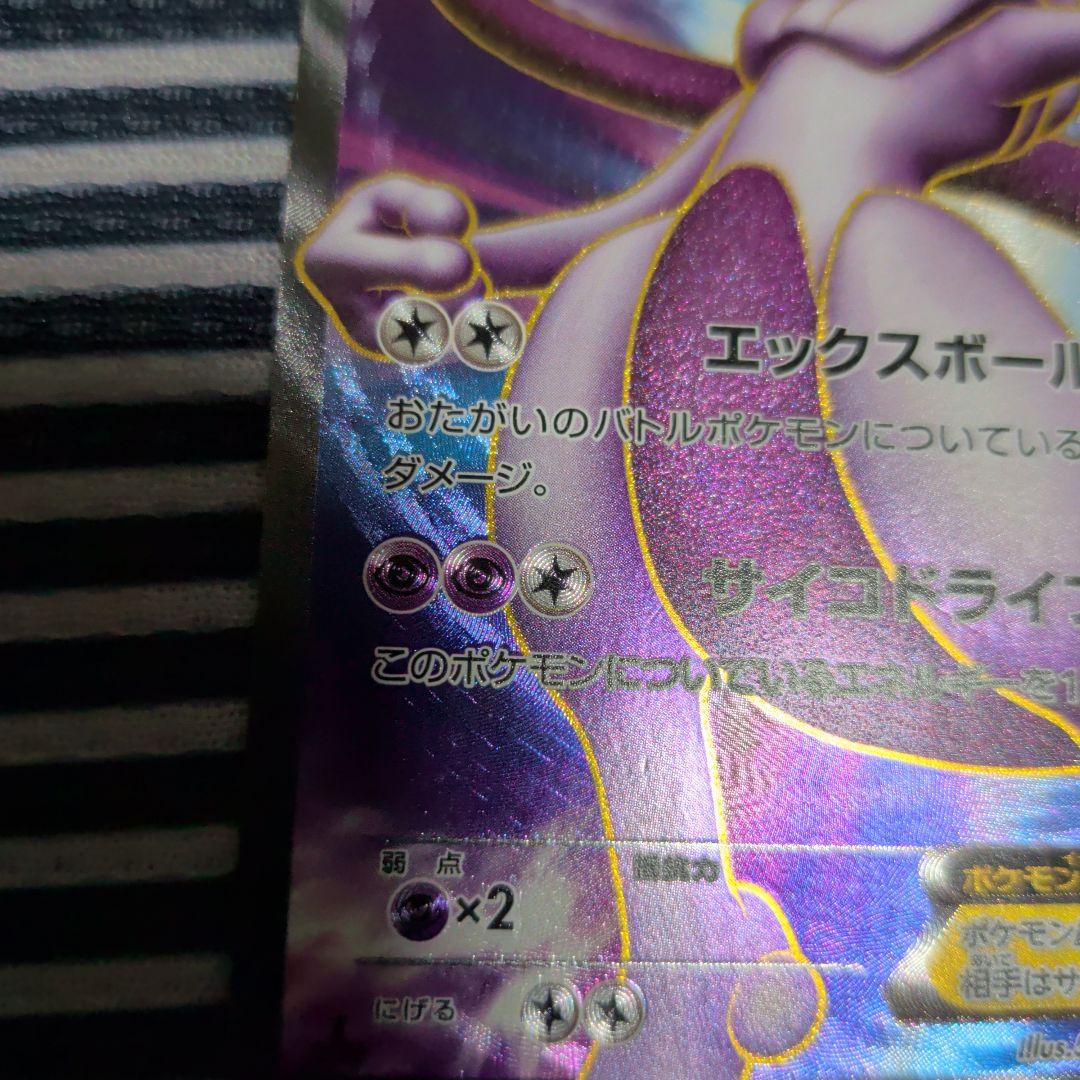 エックスボール
おたがいのバトルポケモンについている
ダメージ。
サイコドライブ
このポケモンについているエネルギーを1
弱点
抵抗力
×2
ポケモン
ポケモン
相手はサ
にげる
Illus.